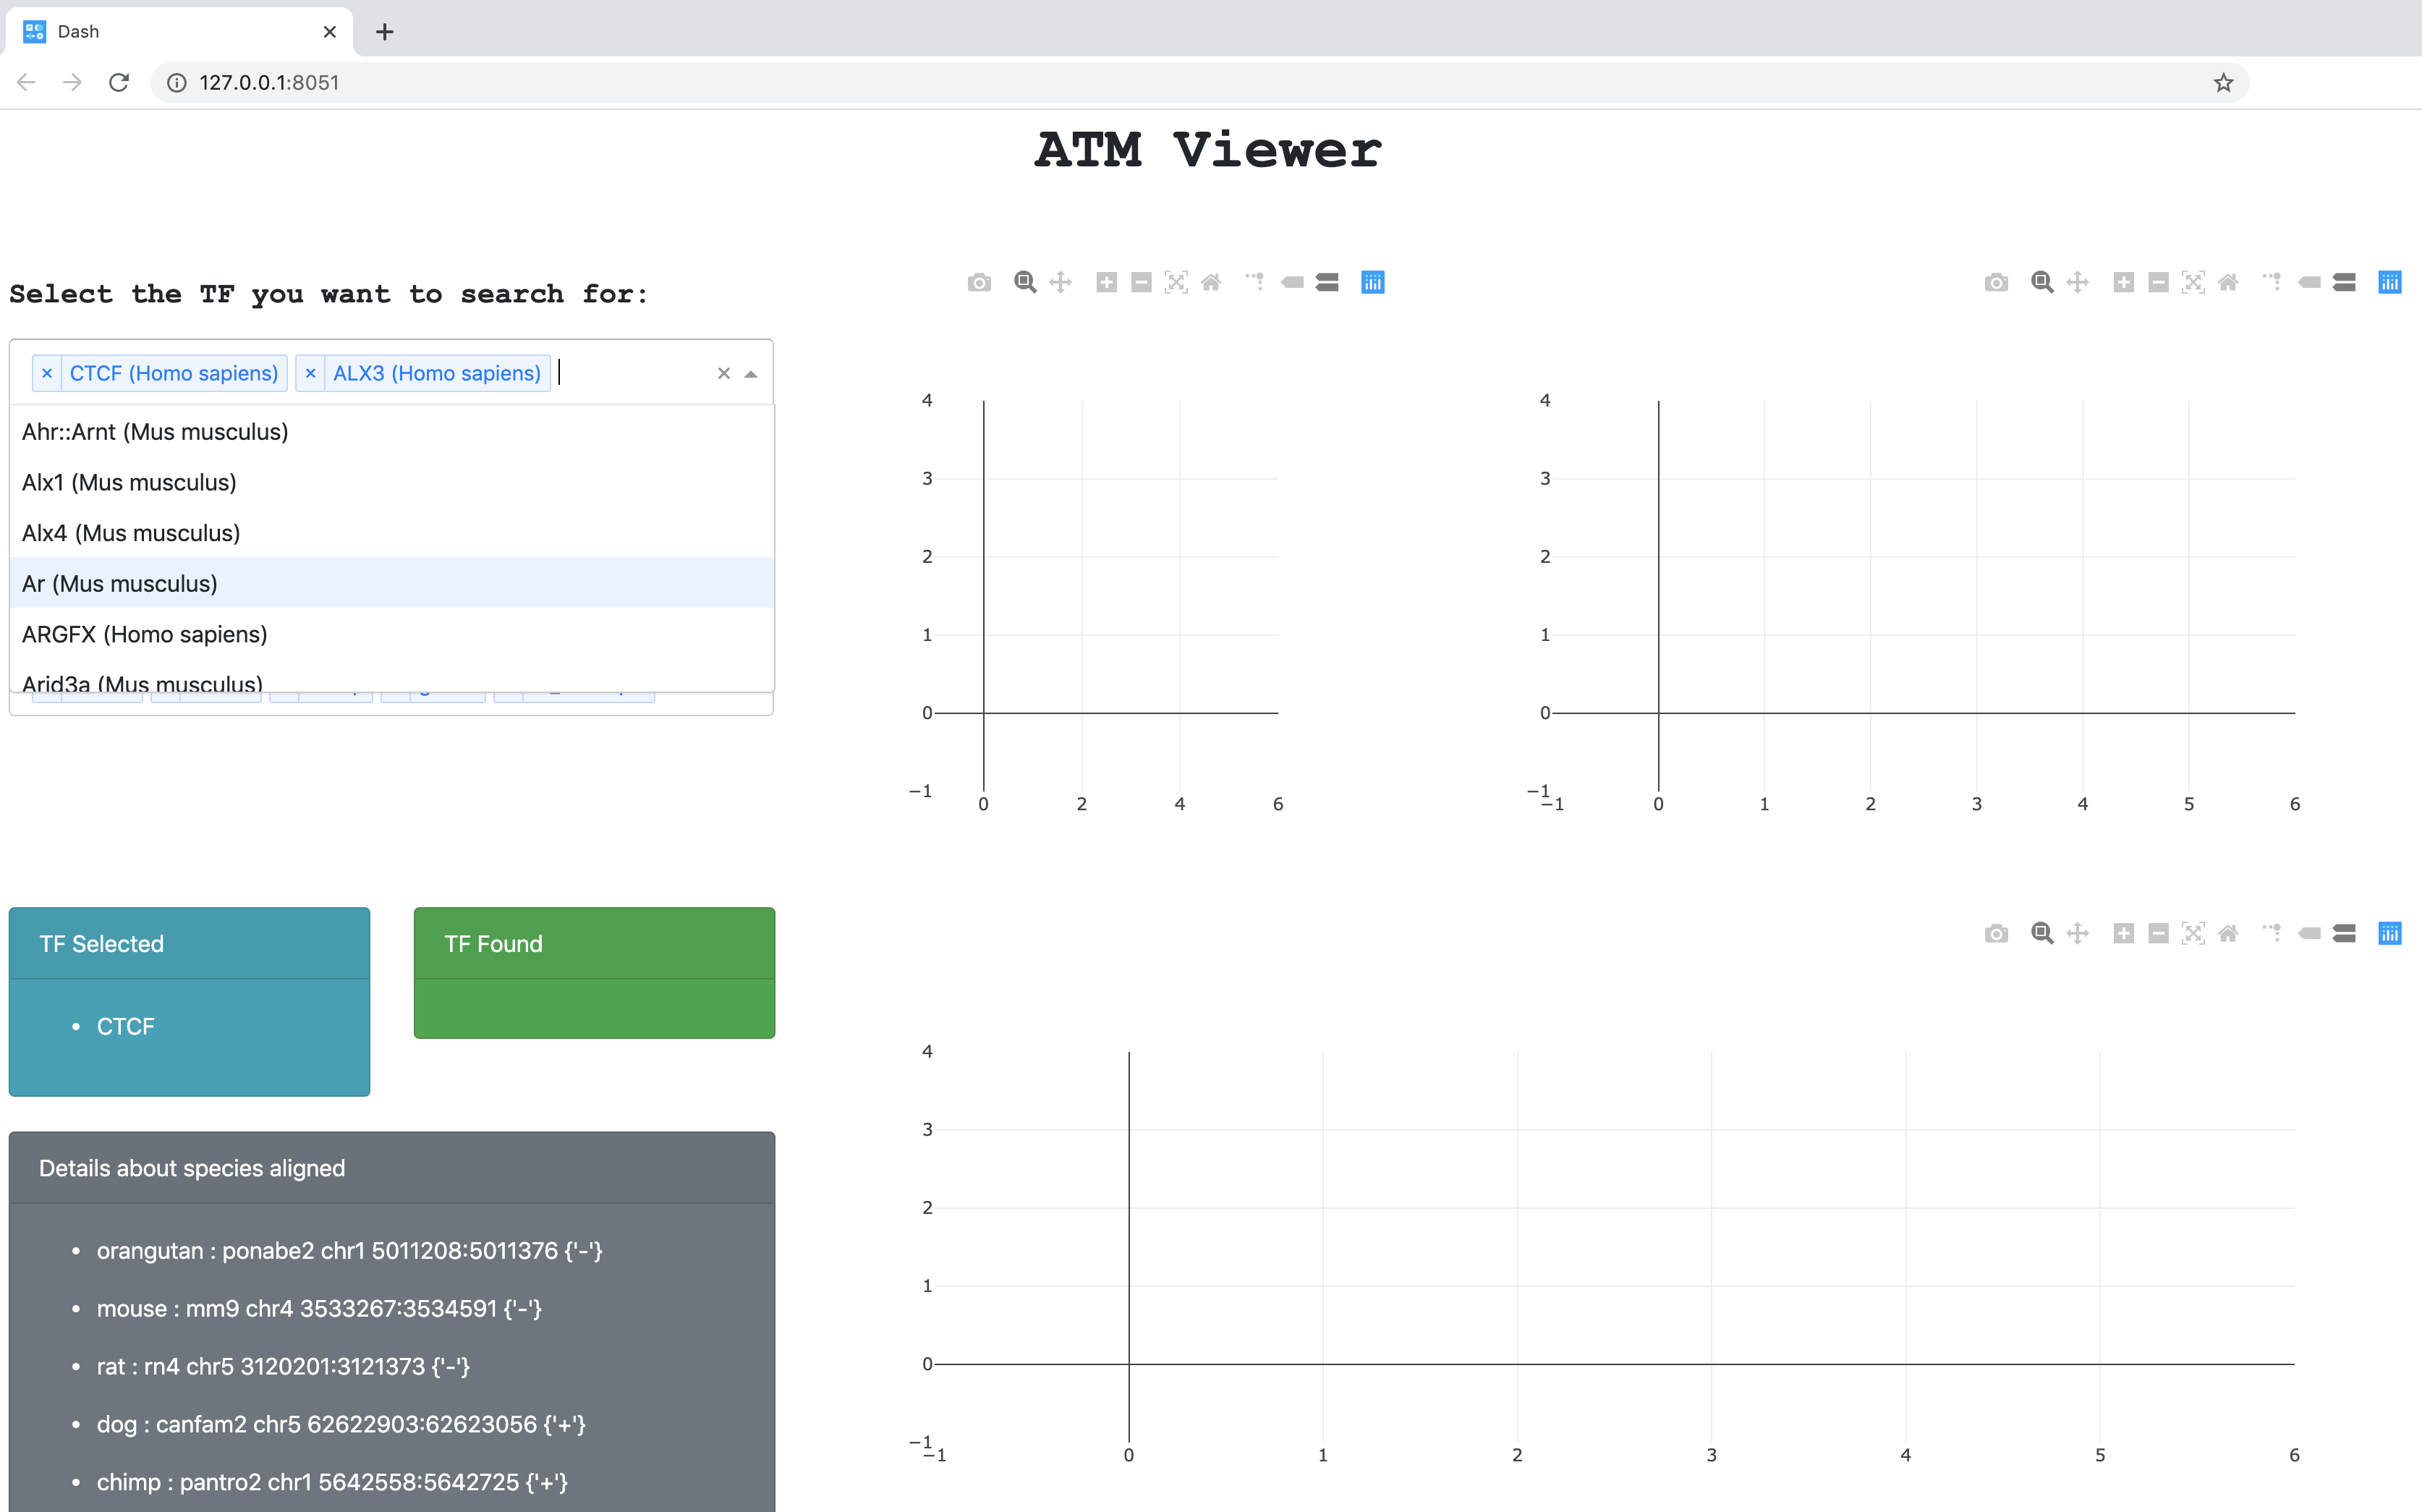 Dash
127.0.0.1:8051
ATM Viewer
Select the TF you want to search for:
× CTCF (Homo sapiens) × ALX3 (Homo sapiens)
Ahr::Arnt (Mus musculus)
Alx1 (Mus musculus)
Alx4 (Mus musculus)
Ar (Mus musculus)
ARGFX (Homo sapiens)
Arid3a (Mus musculus)
4
3
2
1
0
−1
0 2 4 6
4
3
2
1
0
−1
−1 0 1 2 3 4 5 6
TF Selected
• CTCF
TF Found
Details about species aligned
• orangutan : ponabe2 chr1 5011208:5011376 {'-'}
• mouse : mm9 chr4 3533267:3534591 {'-'}
• rat : rn4 chr5 3120201:3121373 {'-'}
• dog : canfam2 chr5 62622903:62623056 {'+'}
• chimp : pantro2 chr1 5642558:5642725 {'+'}
4
3
2
1
0
−1
−1 0 1 2 3 4 5 6